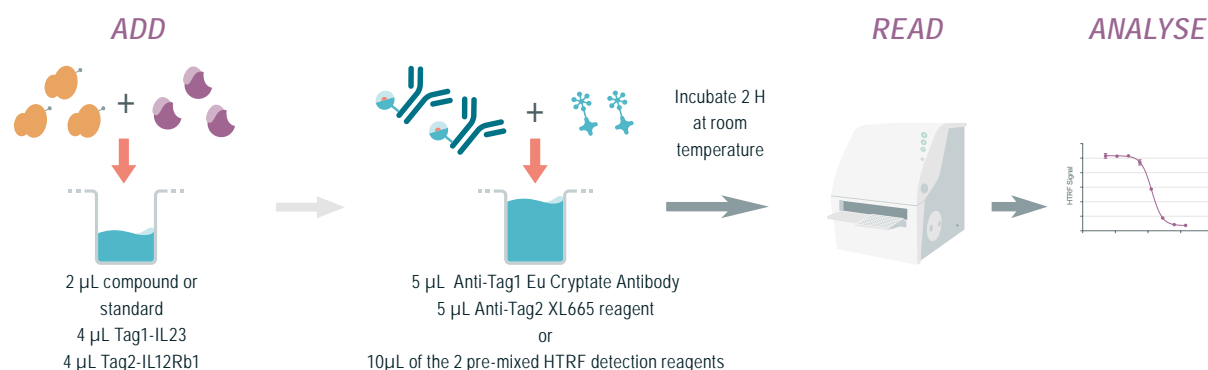 ADD
READ
ANALYSE
+
+
Incubate 2 H
at room
temperature
HTRF Signal
2 µL compound or
standard
4 µL Tag1-IL23
4 µL Tag2-IL12Rb1
5 µL Anti-Tag1 Eu Cryptate Antibody
5 µL Anti-Tag2 XL665 reagent
or
10µL of the 2 pre-mixed HTRF detection reagents